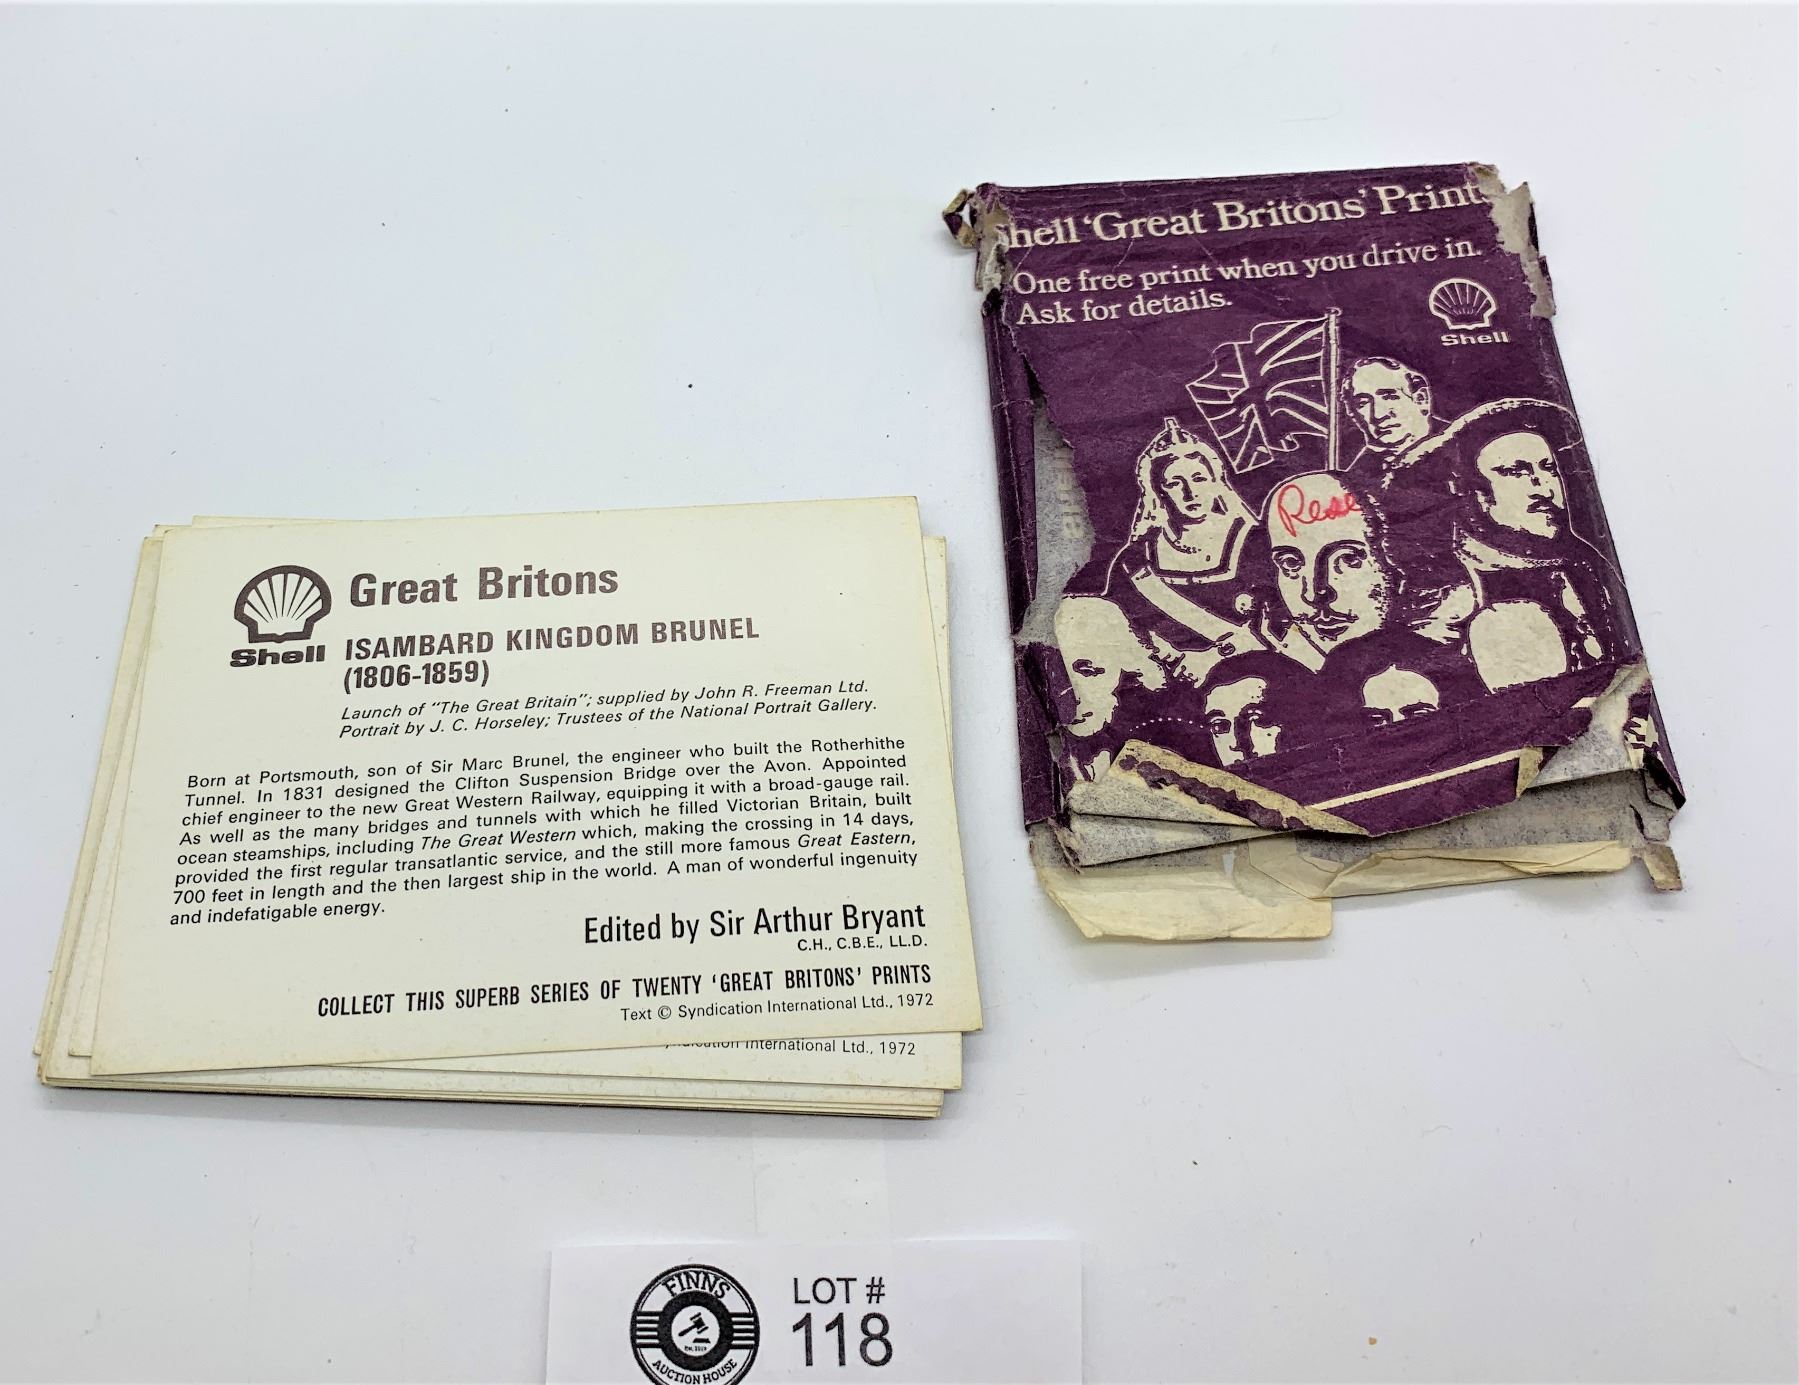 Shell
Great Britons
ISAMBARD KINGDOM BRUNEL
(1806-1859)
Launch of "The Great Britain"; supplied by John R. Freeman Ltd.
Portrait by J. C. Horseley; Trustees of the National Portrait Gallery.
Born at Portsmouth, son of Sir Marc Brunel, the engineer who built the Rotherhithe
Tunnel. In 1831 designed the Clifton Suspension Bridge over the Avon. Appointed
chief engineer to the new Great Western Railway, equipping it with a broad-gauge rail.
As well as the many bridges and tunnels with which he filled Victorian Britain, built
ocean steamships, including The Great Western which, making the crossing in 14 days,
provided the first regular transatlantic service, and the still more famous Great Eastern,
700 feet in length and the then largest ship in the world. A man of wonderful ingenuity
and indefatigable energy.
Edited by Sir Arthur Bryant
C.H., C.B.E., LL.D.
COLLECT THIS SUPERB SERIES OF TWENTY 'GREAT BRITONS' PRINTS
Text © Syndication International Ltd., 1972
International Ltd., 1972
hell 'Great Britons' Print
One free print when you drive in.
Ask for details.
Shell
FINNS
AUCTION HOUSE
LOT #
118